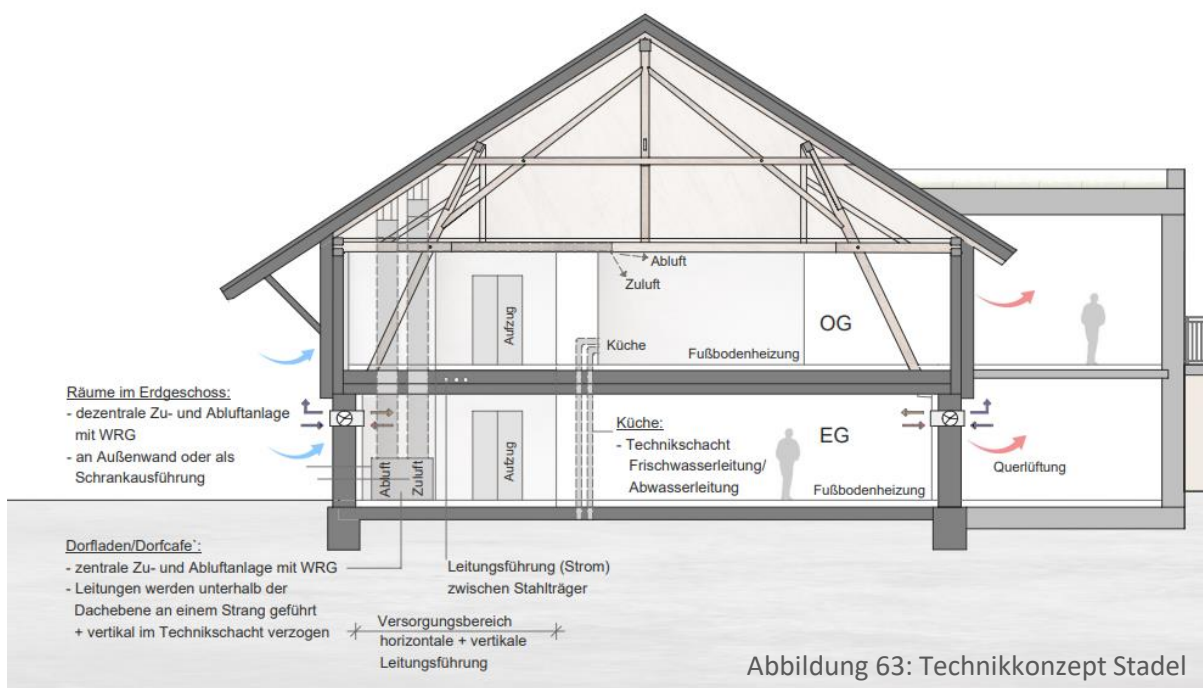 Abluft
Zuluft
Aufzug
OG
Küche
Fußbodenheizung
Räume im Erdgeschoss:
- dezentrale Zu- und Abluftanlage
mit WRG
- an Außenwand oder als
Schrankausführung
Abluft
Zuluft
Aufzug
Küche:
- Technikschacht
Frischwasserleitung/
Abwasserleitung
EG
Fußbodenheizung
Querlüftung
Dorfladen/Dorfcafe`:
- zentrale Zu- und Abluftanlage mit WRG
- Leitungen werden unterhalb der
Dachebene an einem Strang geführt
+ vertikal im Technikschacht verzogen
Leitungsführung (Strom)
zwischen Stahlträger
Versorgungsbereich
horizontale + vertikale
Leitungsführung
Abbildung 63: Technikkonzept Stadel